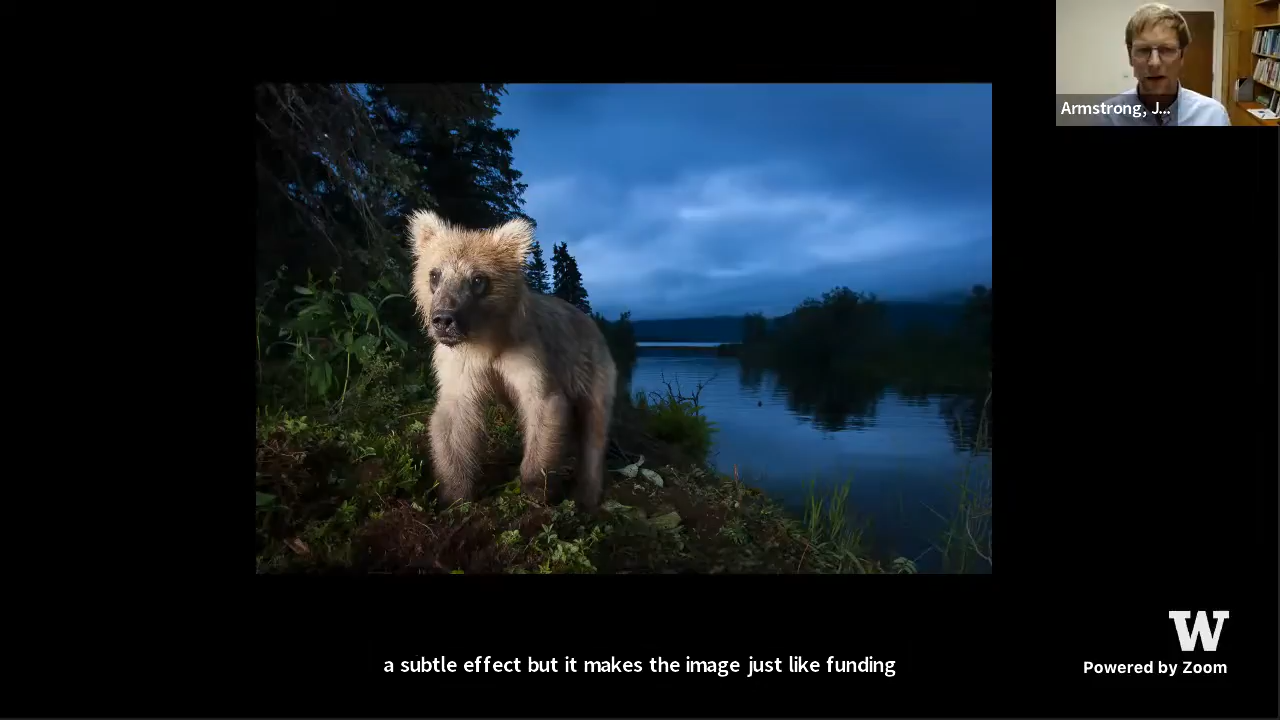 Armstrong, J...
a subtle effect but it makes the image just like funding
W
Powered by Zoom